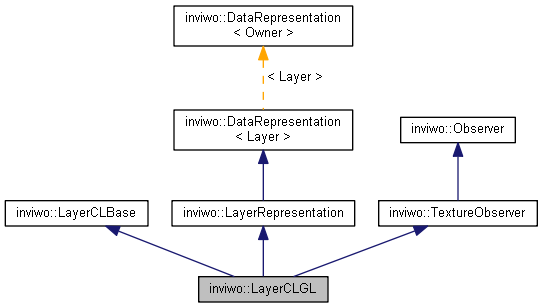 inviwo::DataRepresentation
< Owner >
< Layer >
inviwo::DataRepresentation
< Layer >
inviwo::Observer
inviwo::LayerCLBase
inviwo::LayerRepresentation
inviwo::TextureObserver
inviwo::LayerCLGL